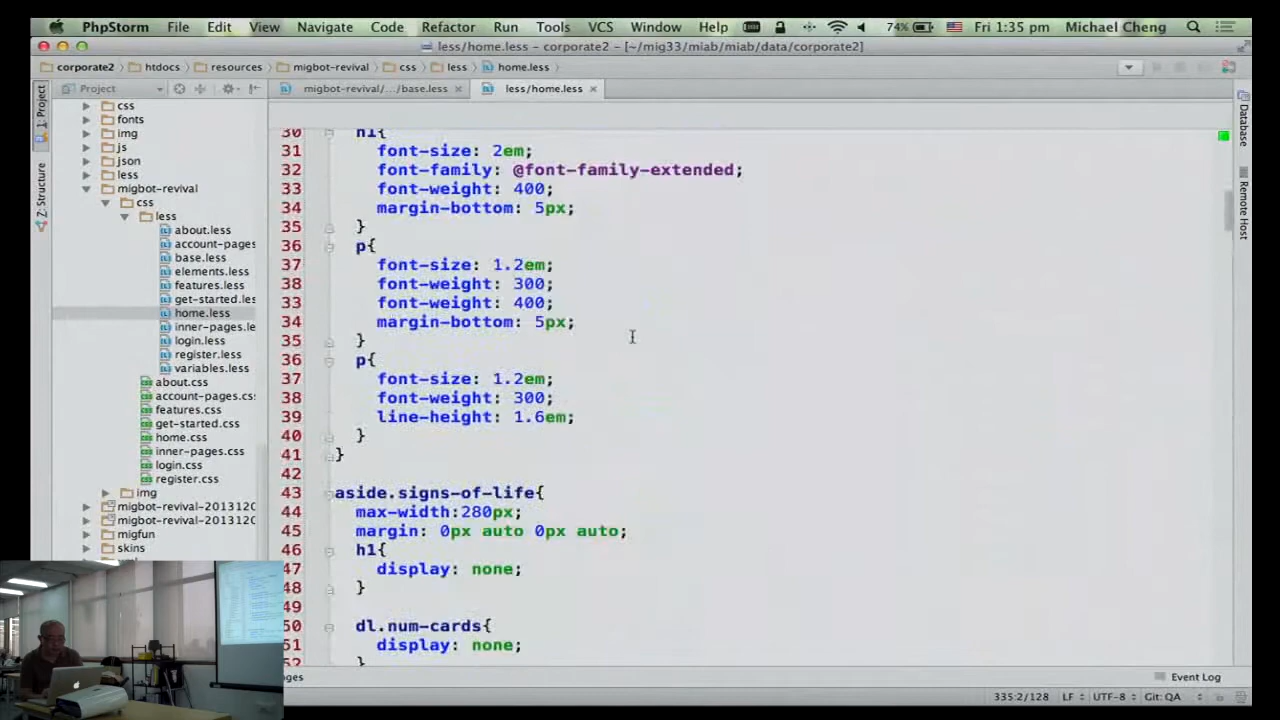 PhpStorm File Edit View Navigate Code Refactor Run Tools VCS Window Help 74% Fri 1:35 pm Michael Cheng
less/home.less - corporate2 - [~/mig33/miab/miab/data/corporate2]
corporate2 htdocs resources migbot-revival css less home.less
Project
migbot-revival/.../base.less
less/home.less
1: Project
Z: Structure
css
fonts
img
js
json
less
migbot-revival
css
less
about.less
account-pages
base.less
elements.less
features.less
get-started.les
home.less
inner-pages.le
login.less
register.less
variables.less
about.css
account-pages.cs
features.css
get-started.css
home.css
inner-pages.css
login.css
register.css
img
migbot-revival-2013120
migbot-revival-2013120
migfun
skins
30 h1{
31 font-size: 2em;
32 font-family: @font-family-extended;
33 font-weight: 400;
34 margin-bottom: 5px;
35 }
36 p{
37 font-size: 1.2em;
38 font-weight: 300;
33 font-weight: 400;
34 margin-bottom: 5px;
35 }
36 p{
37 font-size: 1.2em;
38 font-weight: 300;
39 line-height: 1.6em;
40 }
41 }
42
43 aside.signs-of-life{
44 max-width:280px;
45 margin: 0px auto 0px auto;
46 h1{
47 display: none;
48 }
49
50 dl.num-cards{
51 display: none;
52 }
Database
Remote Host
ages
Event Log
335:2/128 LF UTF-8 Git: QA